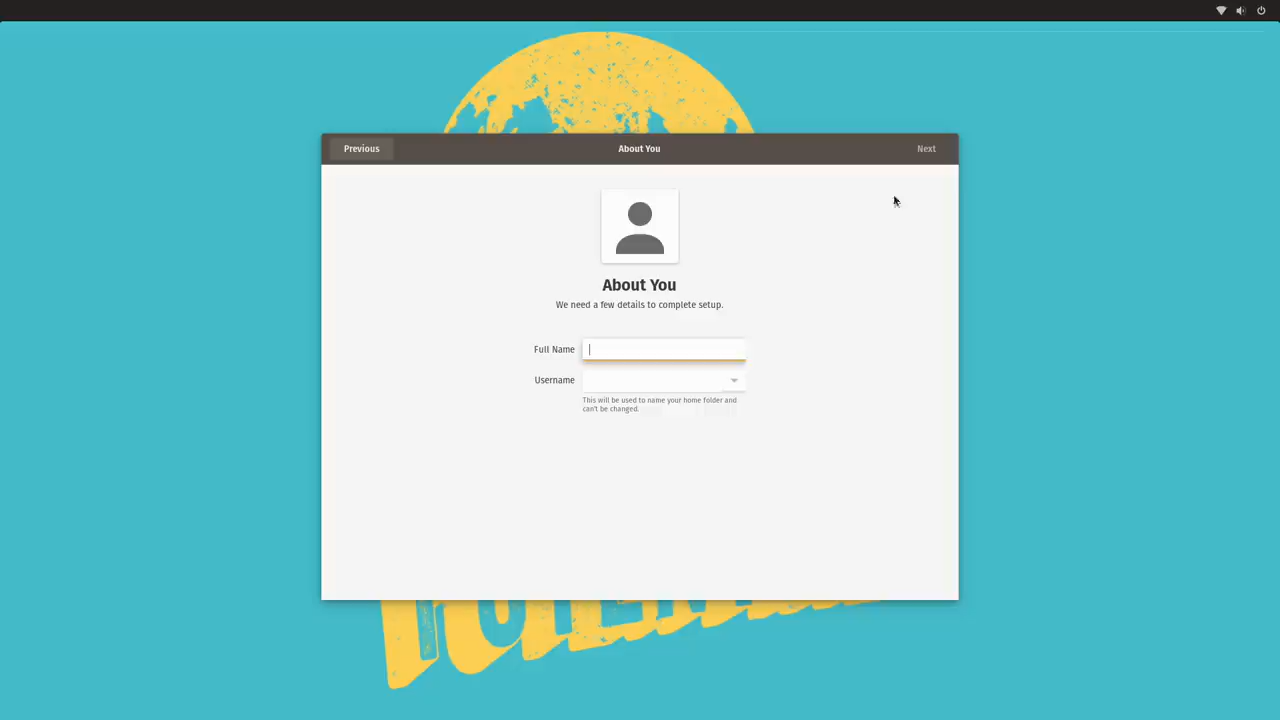 Previous
About You
Next
About You
We need a few details to complete setup.
Full Name
Username
This will be used to name your home folder and
can't be changed.